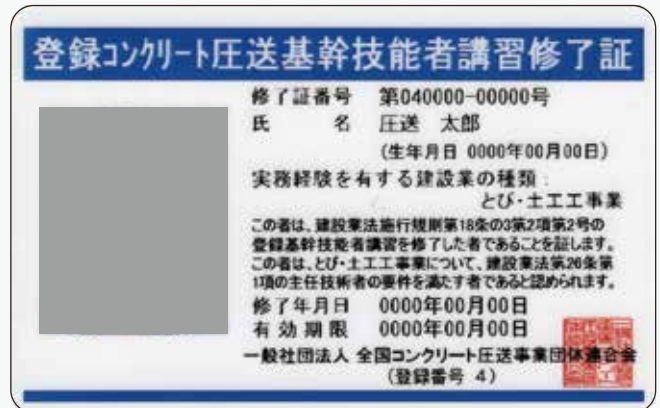 登録コンクリート圧送基幹技能者講習修了証
修了証番号 第040000-00000号
氏 名 圧送 太郎
(生年月日 0000年00月00日)
実務経験を有する建設業の種類:
とび・土工工事業
この者は、建設業法施行規則第18条の3第2項第2号の
登録基幹技能者講習を修了した者であることを証します。
この者は、とび・土工工事業について、建設業法第26条第
1項の主任技術者の要件を満たす者であると認められます。
修了年月日 0000年00月00日
有効期限 0000年00月00日
一般社団法人 全国コンクリート圧送事業団体連合会
(登録番号 4)